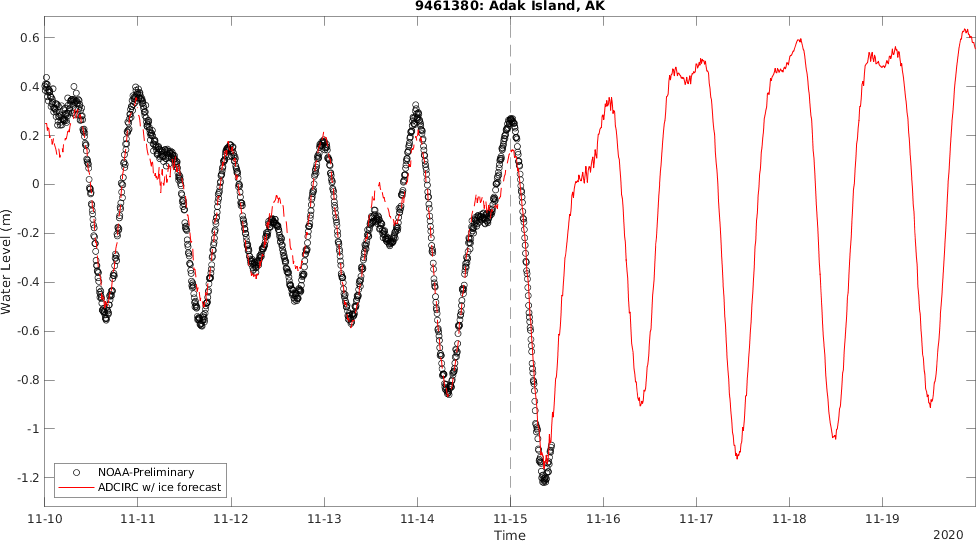 9461380: Adak Island, AK
Water Level (m)
0.6
0.4
0.2
0
-0.2
-0.4
-0.6
-0.8
-1
-1.2
NOAA-Preliminary
ADCIRC w/ ice forecast
11-10 11-11 11-12 11-13 11-14 11-15 11-16 11-17 11-18 11-19
Time
2020